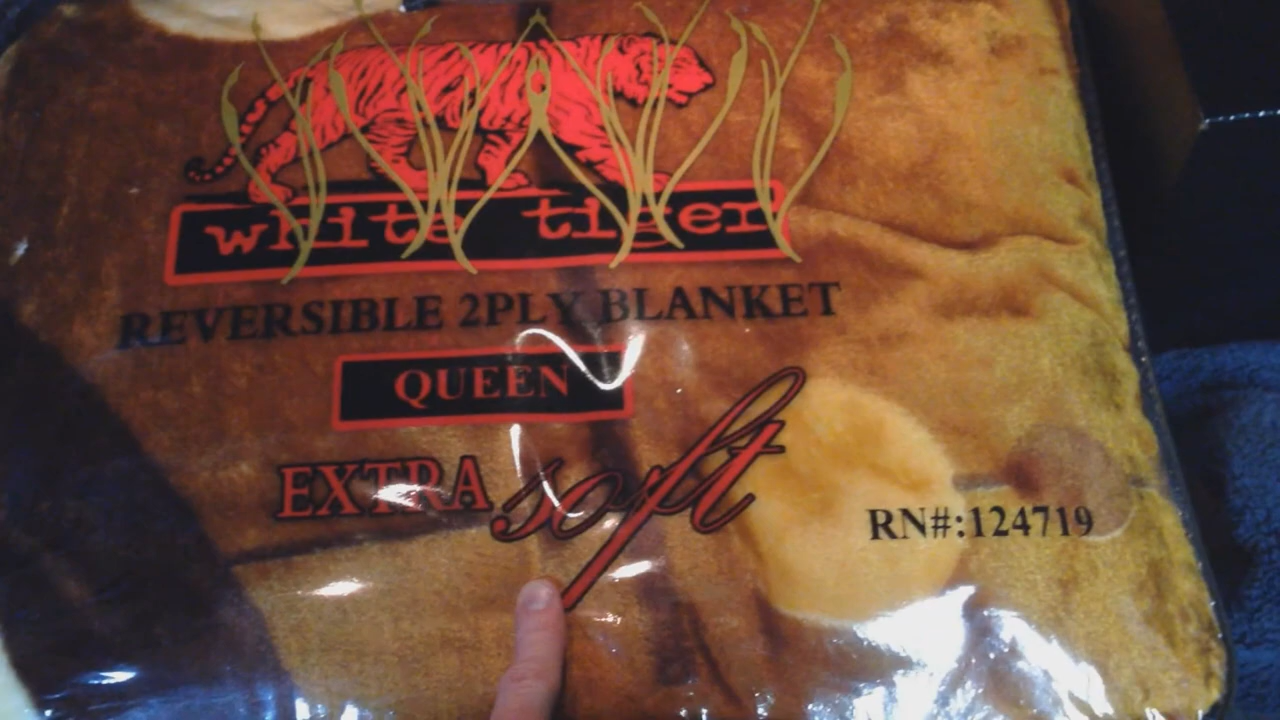 white tiger
REVERSIBLE 2PLY BLANKET
QUEEN
EXTRA soft
RN#:124719